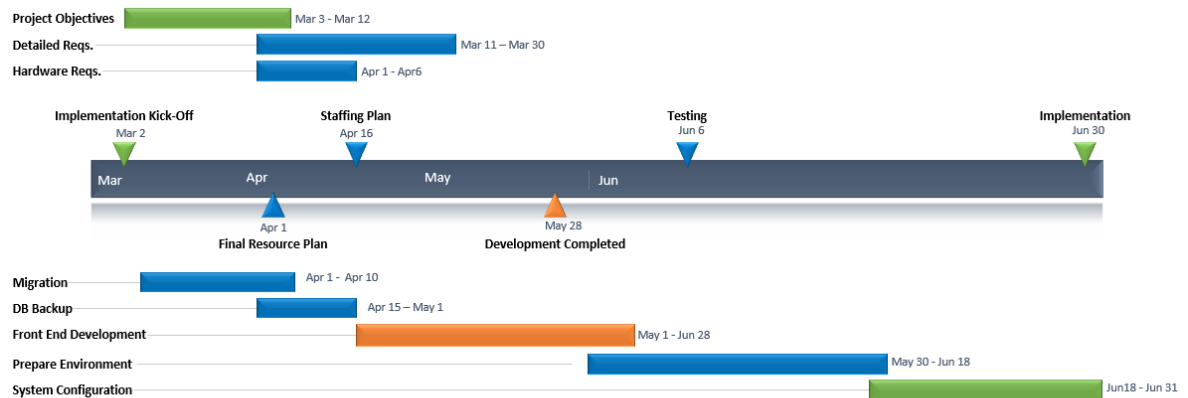 Project Objectives Mar 3 - Mar 12
Detailed Reqs. Mar 11 – Mar 30
Hardware Reqs. Apr 1 - Apr6
Implementation Kick-Off Staffing Plan Testing Implementation
Mar 2 Apr 16 Jun 6 Jun 30
Mar Apr May Jun
Apr 1 May 28
Final Resource Plan Development Completed
Migration Apr 1 - Apr 10
DB Backup Apr 15 – May 1
Front End Development May 1 - Jun 28
Prepare Environment May 30 - Jun 18
System Configuration Jun18 - Jun 31